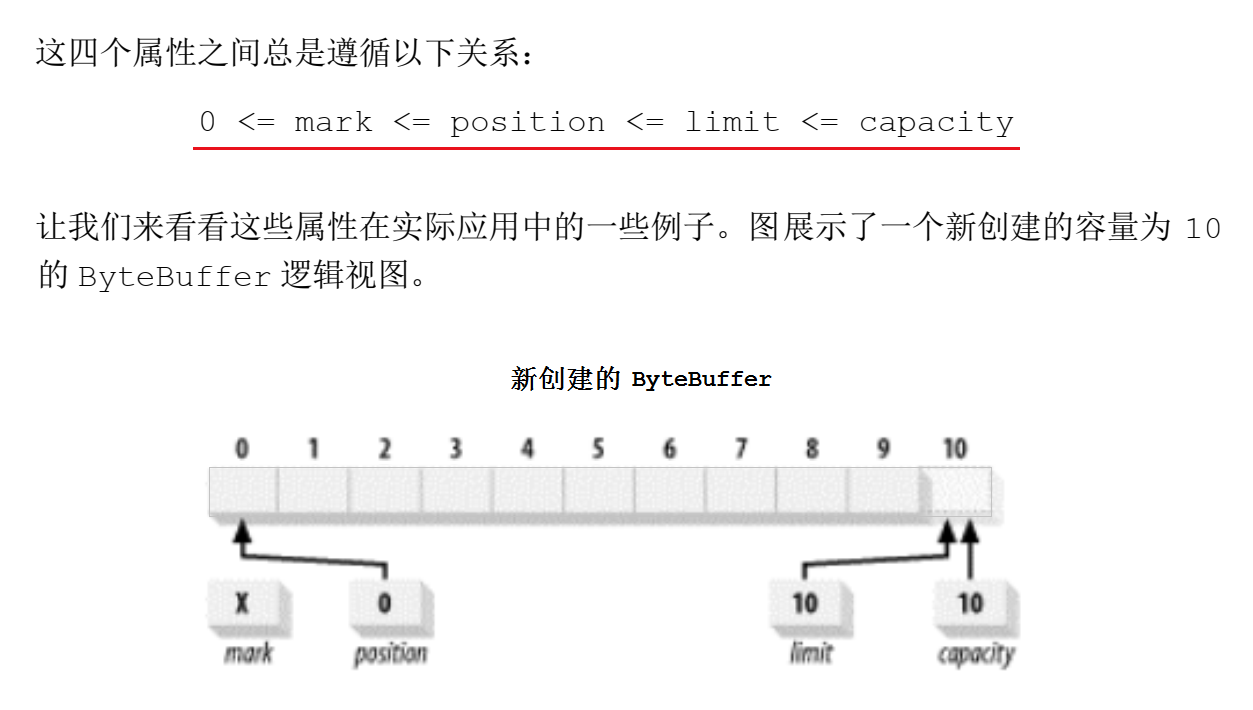 这四个属性之间总是遵循以下关系：
0 <= mark <= position <= limit <= capacity
让我们来看看这些属性在实际应用中的一些例子。图展示了一个新创建的容量为 10
的 ByteBuffer 逻辑视图。
新创建的 ByteBuffer
0 1 2 3 4 5 6 7 8 9 10
X 0 10 10
mark position limit capacity